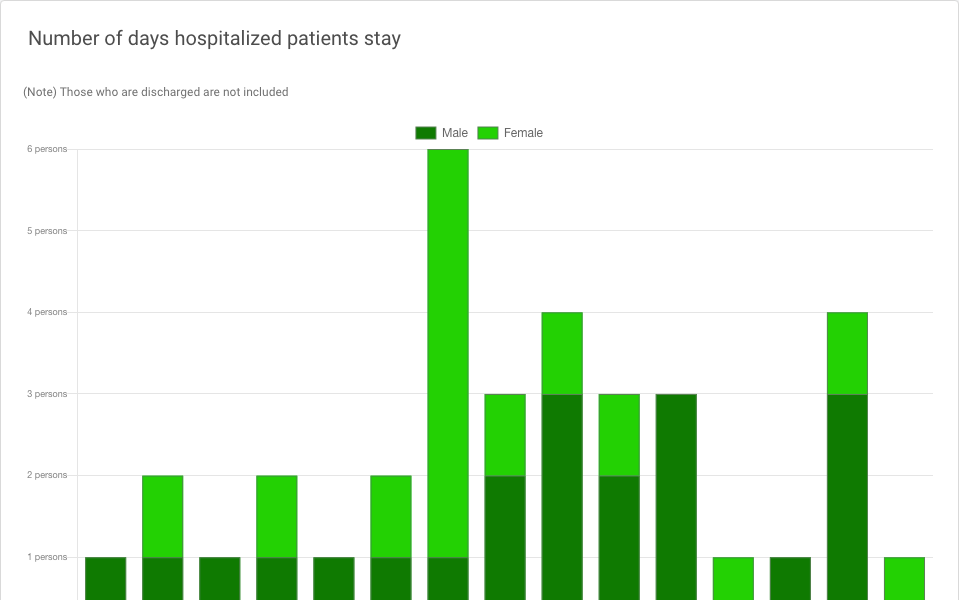 Number of days hospitalized patients stay
(Note) Those who are discharged are not included
Male Female
6 persons
5 persons
4 persons
3 persons
2 persons
1 persons